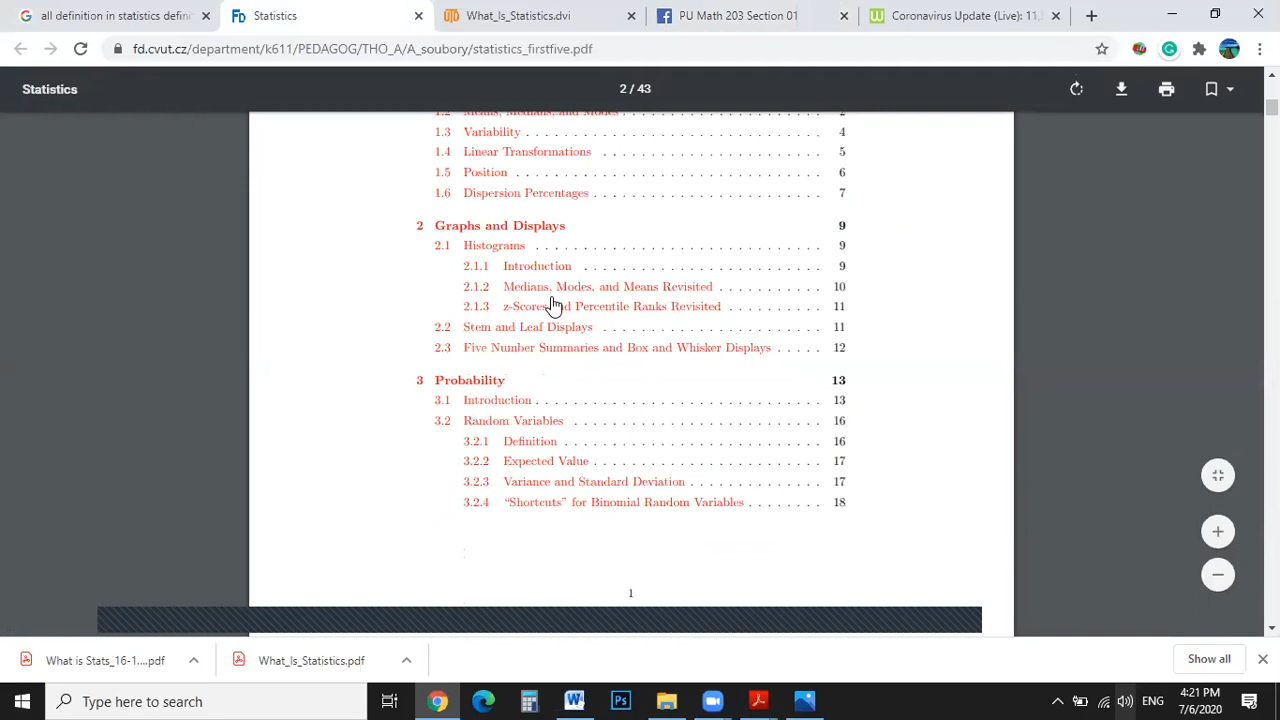 all definition in statistics defini
Statistics
What_Is_Statistics.dvi
PU Math 203 Section 01
Coronavirus Update (Live): 11,
fd.cvut.cz/department/k611/PEDAGOG/THO_A/A_soubory/statistics_firstfive.pdf
Statistics
2 / 43
1.2 Means, Medians, and Modes . . . . . . . . . . . . . . . . . . . . 2
1.3 Variability . . . . . . . . . . . . . . . . . . . . . . . . . . . . 4
1.4 Linear Transformations . . . . . . . . . . . . . . . . . . . . . 5
1.5 Position . . . . . . . . . . . . . . . . . . . . . . . . . . . . . 6
1.6 Dispersion Percentages . . . . . . . . . . . . . . . . . . . . . . 7
2 Graphs and Displays 9
2.1 Histograms . . . . . . . . . . . . . . . . . . . . . . . . . . . 9
2.1.1 Introduction . . . . . . . . . . . . . . . . . . . . . . . 9
2.1.2 Medians, Modes, and Means Revisited . . . . . . . . . 10
2.1.3 z-Scores and Percentile Ranks Revisited . . . . . . . . 11
2.2 Stem and Leaf Displays . . . . . . . . . . . . . . . . . . . . . 11
2.3 Five Number Summaries and Box and Whisker Displays . . . . . 12
3 Probability 13
3.1 Introduction . . . . . . . . . . . . . . . . . . . . . . . . . . . 13
3.2 Random Variables . . . . . . . . . . . . . . . . . . . . . . . 16
3.2.1 Definition . . . . . . . . . . . . . . . . . . . . . . . . 16
3.2.2 Expected Value . . . . . . . . . . . . . . . . . . . . . . 17
3.2.3 Variance and Standard Deviation . . . . . . . . . . . . 17
3.2.4 “Shortcuts” for Binomial Random Variables . . . . . . . . 18
1
What is Stats_16-1....pdf
What_Is_Statistics.pdf
Show all
Type here to search
ENG
4:21 PM
7/6/2020